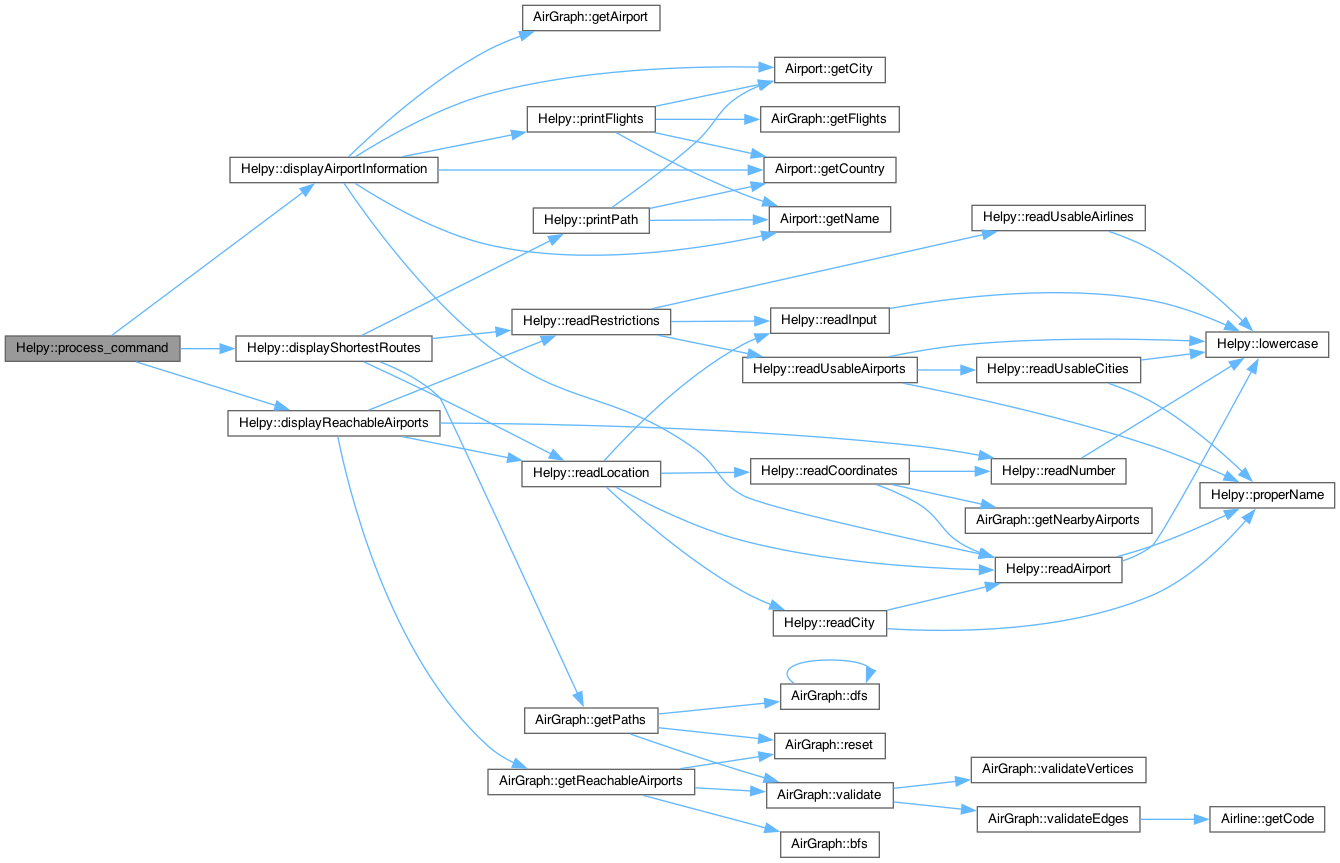 AirGraph::getAirport
Airport::getCity
Helpy::printFlights
AirGraph::getFlights
Helpy::displayAirportInformation
Airport::getCountry
Helpy::printPath
Airport::getName
Helpy::readUsableAirlines
Helpy::readRestrictions
Helpy::readInput
Helpy::process_command
Helpy::displayShortestRoutes
Helpy::lowercase
Helpy::readUsableAirports
Helpy::readUsableCities
Helpy::displayReachableAirports
Helpy::readLocation
Helpy::readCoordinates
Helpy::readNumber
Helpy::properName
AirGraph::getNearbyAirports
Helpy::readAirport
Helpy::readCity
AirGraph::dfs
AirGraph::getPaths
AirGraph::reset
AirGraph::validateVertices
AirGraph::getReachableAirports
AirGraph::validate
AirGraph::validateEdges
Airline::getCode
AirGraph::bfs